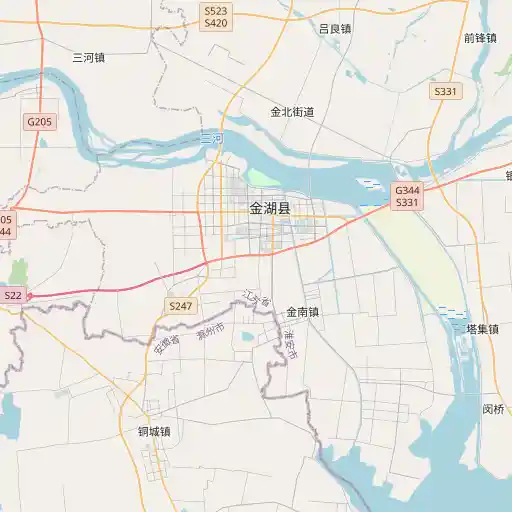 S523
S420
吕良镇
前锋镇
三河镇
S331
金北街道
G205
三河
G344
S331
金湖县
S22
S247
江苏省
金南镇
塔集镇
安徽省
滁州市
淮安市
闵桥
铜城镇